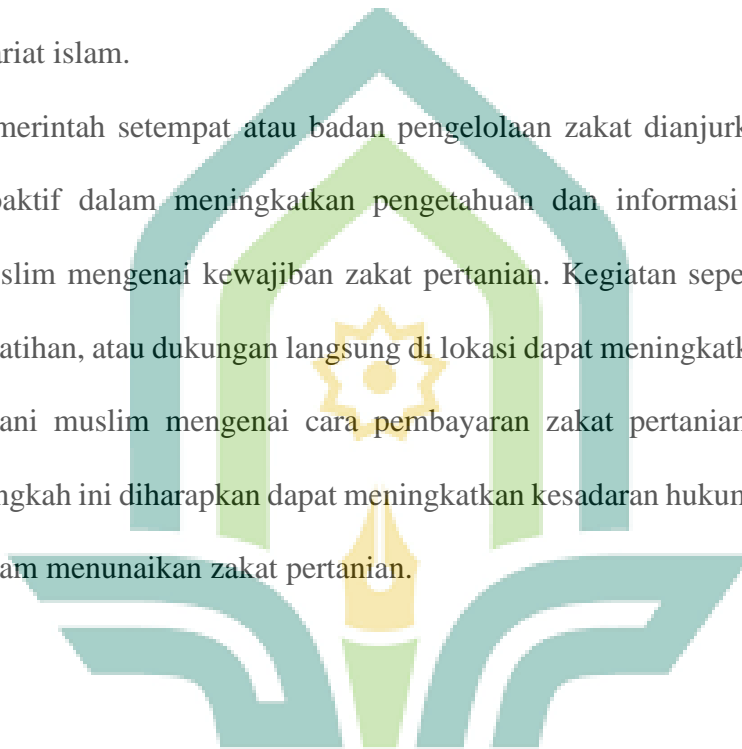 ariat islam.
merintah setempat atau badan pengelolaan zakat dianjurk
oaktif dalam meningkatkan pengetahuan dan informasi
slim mengenai kewajiban zakat pertanian. Kegiatan sepe
atihan, atau dukungan langsung di lokasi dapat meningkatk
ani muslim mengenai cara pembayaran zakat pertanian
ngkah ini diharapkan dapat meningkatkan kesadaran hukun
am menunaikan zakat pertanian.